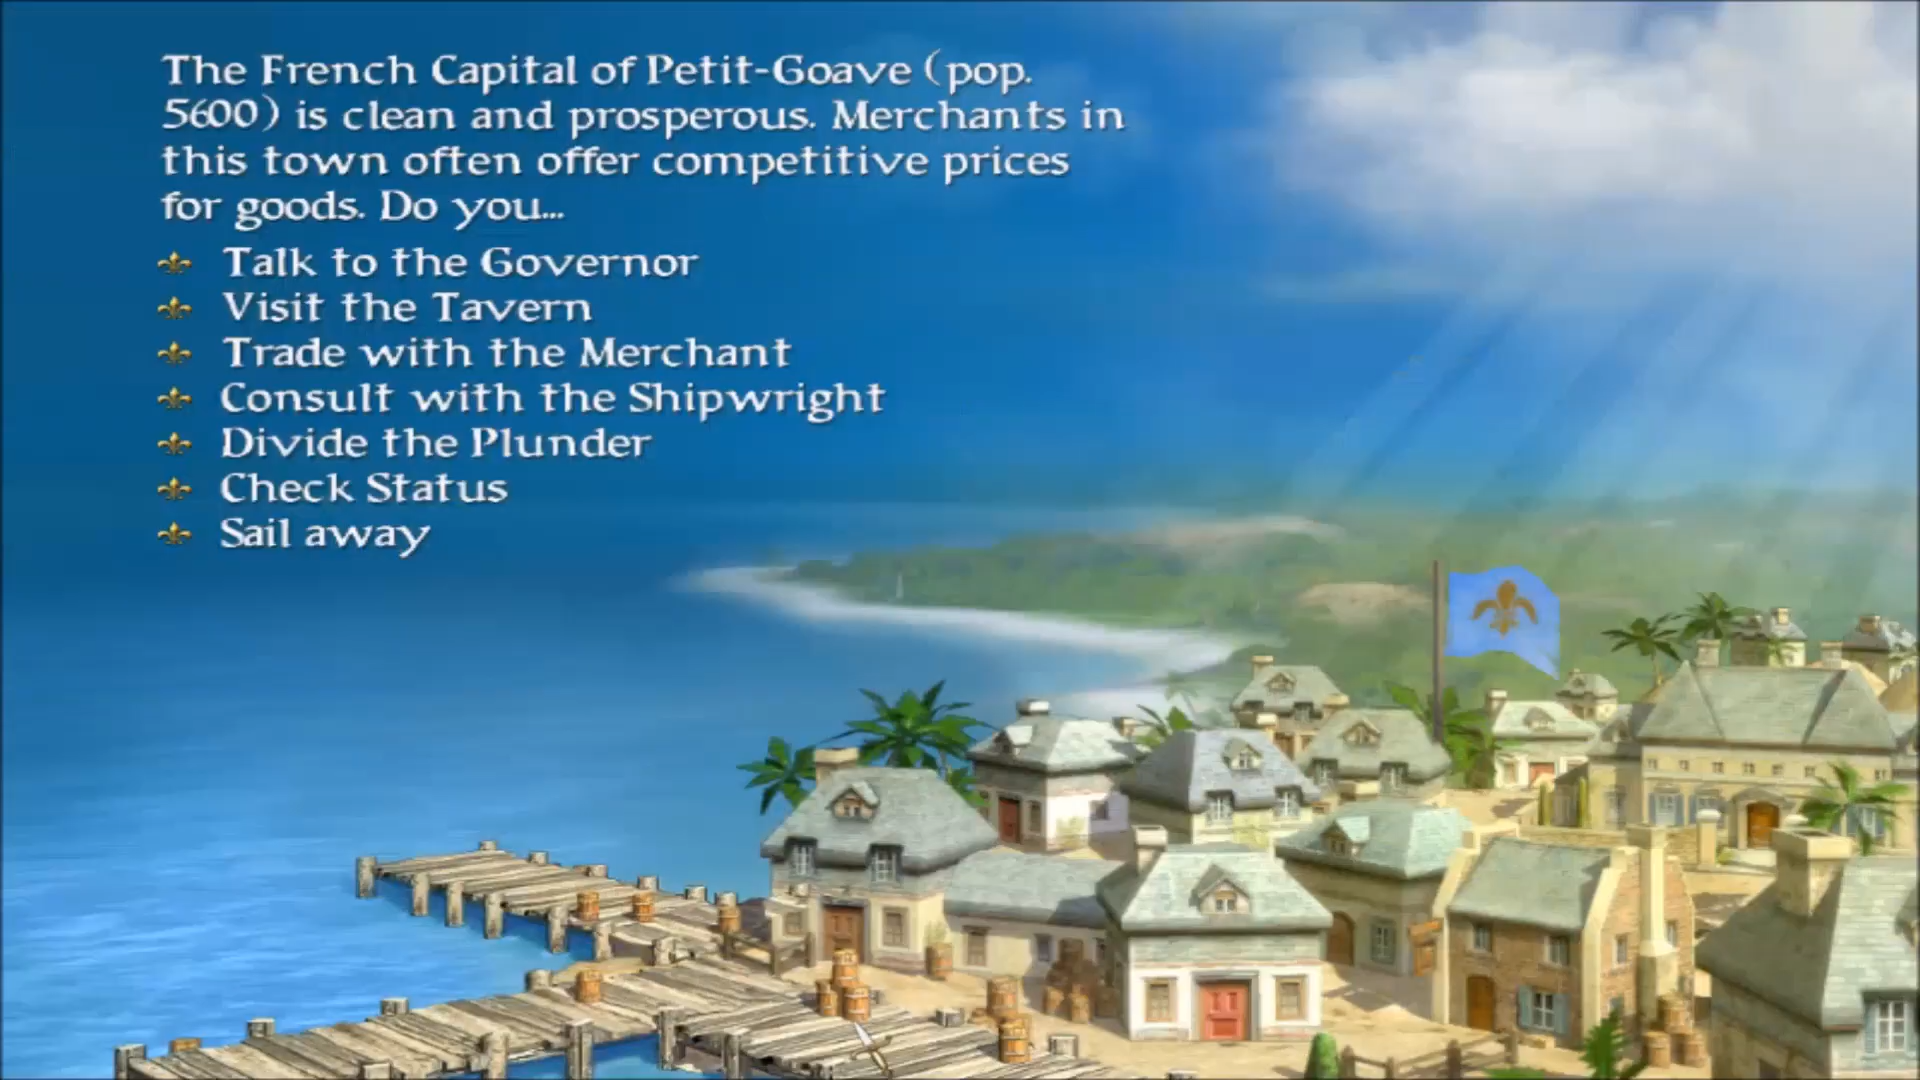 The French Capital of Petit-Goave (pop.
5600) is clean and prosperous. Merchants in
this town often offer competitive prices
for goods. Do you...
Talk to the Governor
Visit the Tavern
Trade with the Merchant
Consult with the Shipwright
Divide the Plunder
Check Status
Sail away